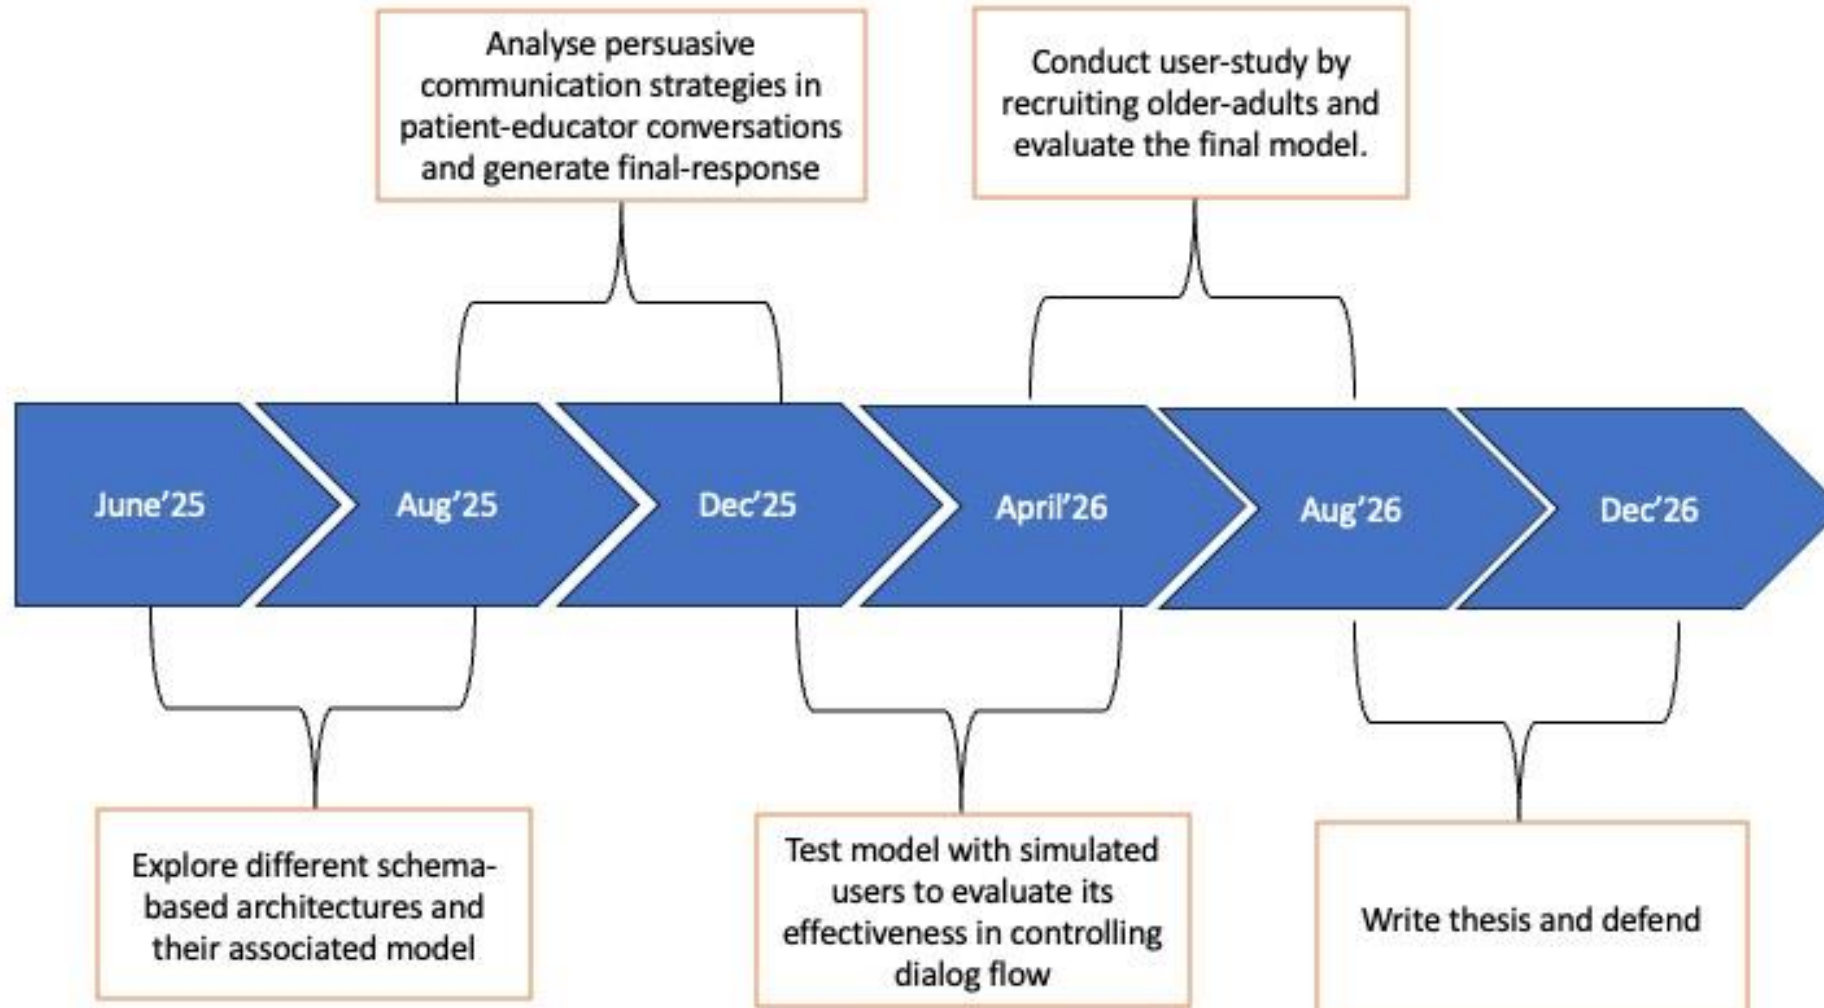 Analyse persuasive
communication strategies in
patient-educator conversations
and generate final-response
Conduct user-study by
recruiting older-adults and
evaluate the final model.
June'25
Aug'25
Dec'25
April'26
Aug'26
Dec'26
Explore different schema-
based architectures and
their associated model
Test model with simulated
users to evaluate its
effectiveness in controlling
dialog flow
Write thesis and defend